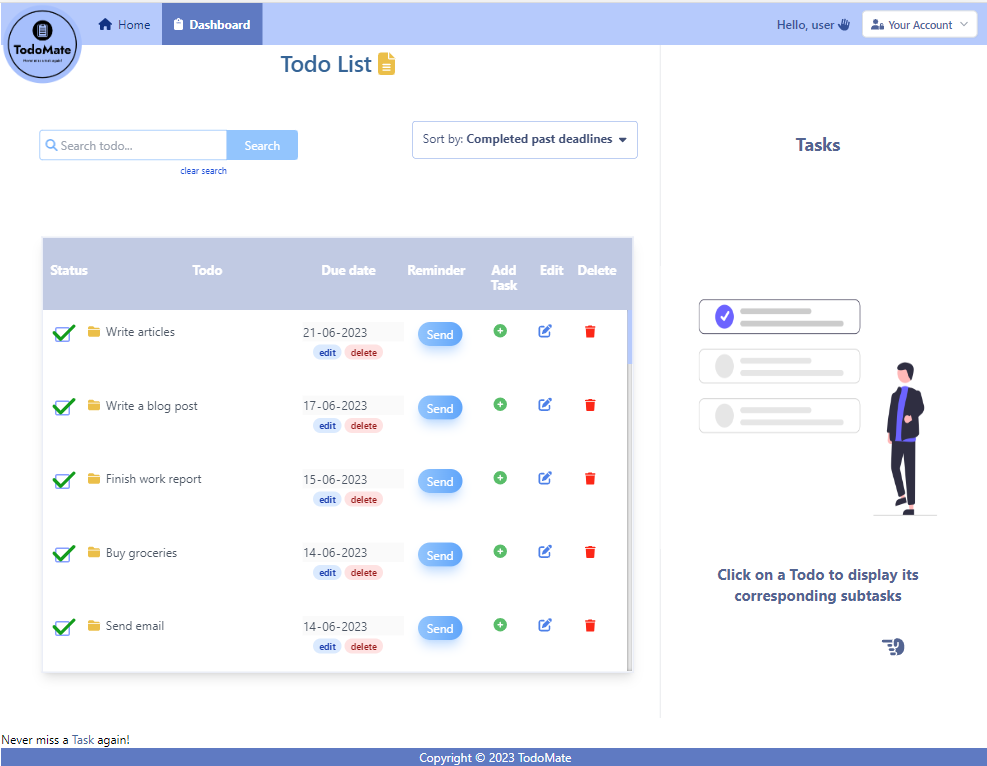 Home
Dashboard
Hello, user
Your Account
TodoMate
Never miss a task again!
Todo List
Search todo...
Search
clear search
Sort by: Completed past deadlines
Tasks
Status Todo Due date Reminder Add Task Edit Delete
Write articles 21-06-2023 Send
edit delete
Write a blog post 17-06-2023 Send
edit delete
Finish work report 15-06-2023 Send
edit delete
Buy groceries 14-06-2023 Send
edit delete
Send email 14-06-2023 Send
edit delete
Click on a Todo to display its
corresponding subtasks
Never miss a Task again!
Copyright © 2023 TodoMate